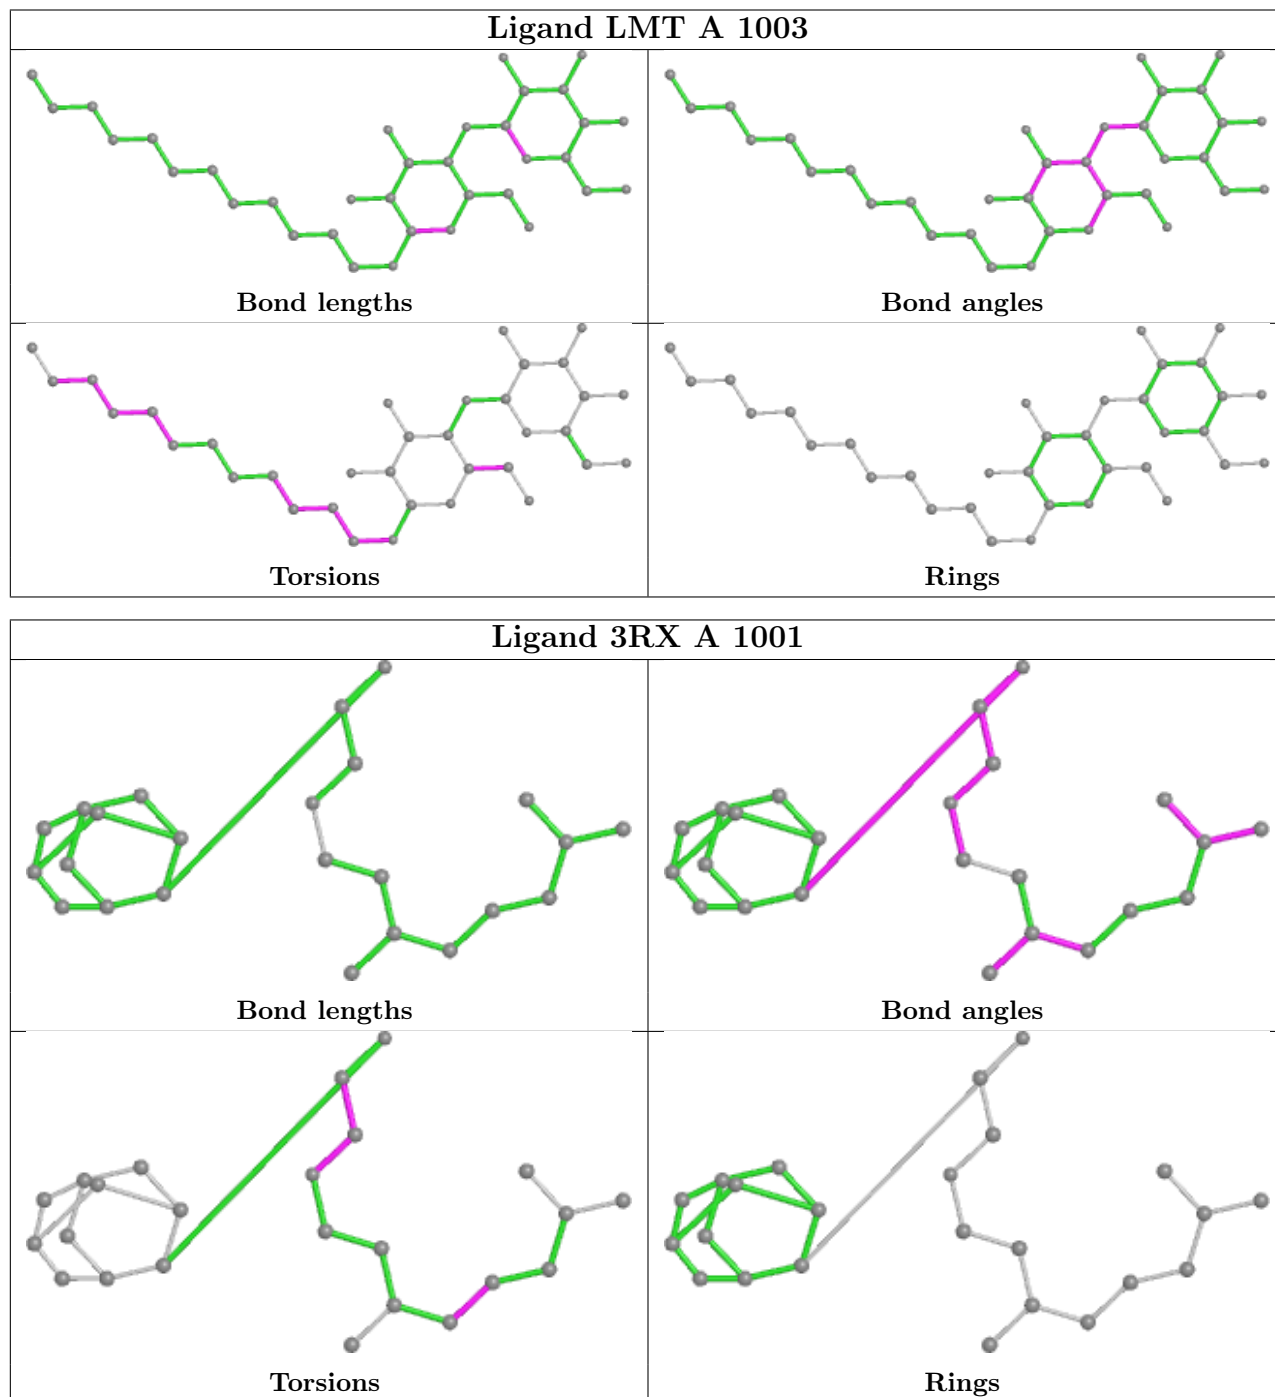 Ligand LMT A 1003
Bond lengths
Bond angles
Torsions
Rings
Ligand 3RX A 1001
Bond lengths
Bond angles
Torsions
Rings